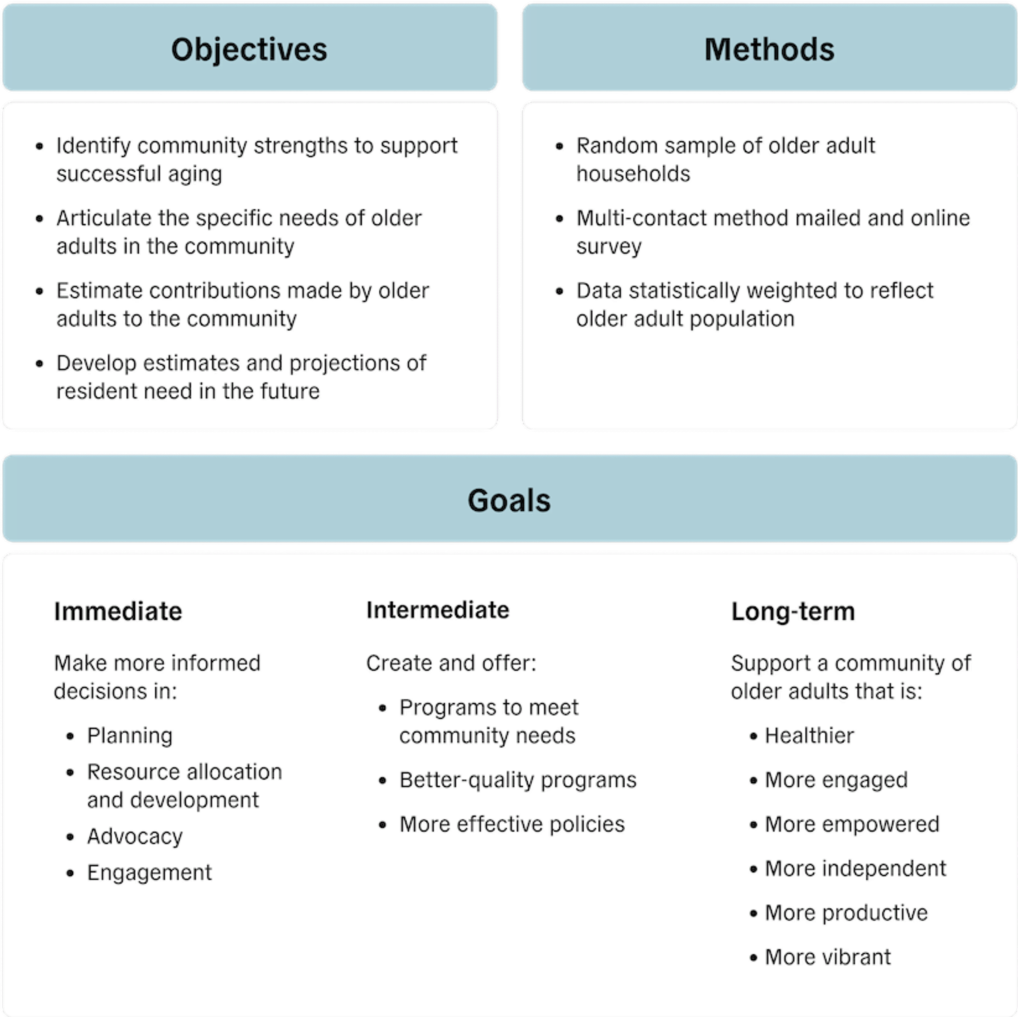 Objectives
• Identify community strengths to support
successful aging
• Articulate the specific needs of older
adults in the community
• Estimate contributions made by older
adults to the community
• Develop estimates and projections of
resident need in the future
Methods
• Random sample of older adult
households
• Multi-contact method mailed and online
survey
• Data statistically weighted to reflect
older adult population
Goals
Immediate
Make more informed
decisions in:
• Planning
• Resource allocation
and development
• Advocacy
• Engagement
Intermediate
Create and offer:
• Programs to meet
community needs
• Better-quality programs
• More effective policies
Long-term
Support a community of
older adults that is:
• Healthier
• More engaged
• More empowered
• More independent
• More productive
• More vibrant